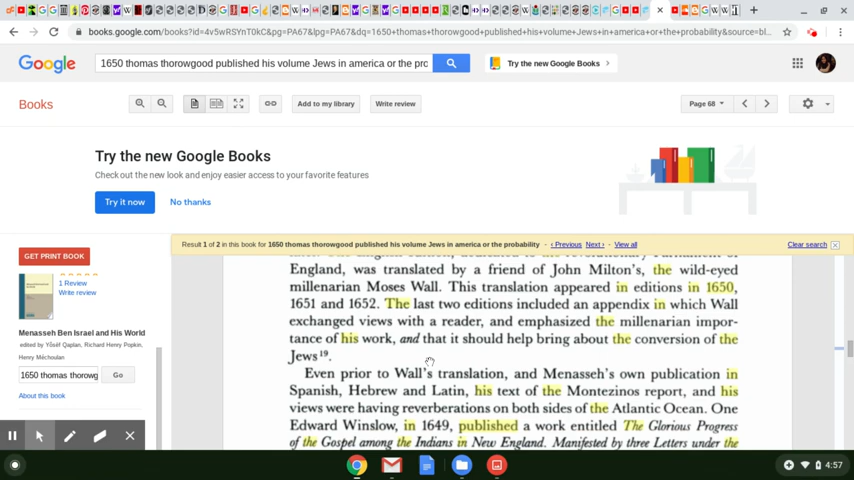 books.google.com/books?id=4v5wRSYnT0kC&pg=PA67&lpg=PA67&dq=1650+thomas+thorowgood+published+his+volume+Jews+in+america+or+the+probability&source=bl...
Google
1650 thomas thorowgood published his volume Jews in america or the pro
Try the new Google Books
Books
Add to my library
Write review
Page 68
Try the new Google Books
Check out the new look and enjoy easier access to your favorite features
Try it now
No thanks
Result 1 of 2 in this book for 1650 thomas thorowgood published his volume Jews in america or the probability
‹ Previous Next › - View all
Clear search
GET PRINT BOOK
1 Review
Write review
Menasseh Ben Israel and His World
edited by Yôsēf Qaplan, Richard Henry Popkin,
Henry Méchoulan
1650 thomas thorowg
Go
About this book
England, was translated by a friend of John Milton's, the wild-eyed
millenarian Moses Wall. This translation appeared in editions in 1650,
1651 and 1652. The last two editions included an appendix in which Wall
exchanged views with a reader, and emphasized the millenarian impor-
tance of his work, and that it should help bring about the conversion of the
Jews19.
Even prior to Wall's translation, and Menasseh's own publication in
Spanish, Hebrew and Latin, his text of the Montezinos report, and his
views were having reverberations on both sides of the Atlantic Ocean. One
Edward Winslow, in 1649, published a work entitled The Glorious Progress
of the Gospel among the Indians in New England. Manifested by three Letters under the
4:57